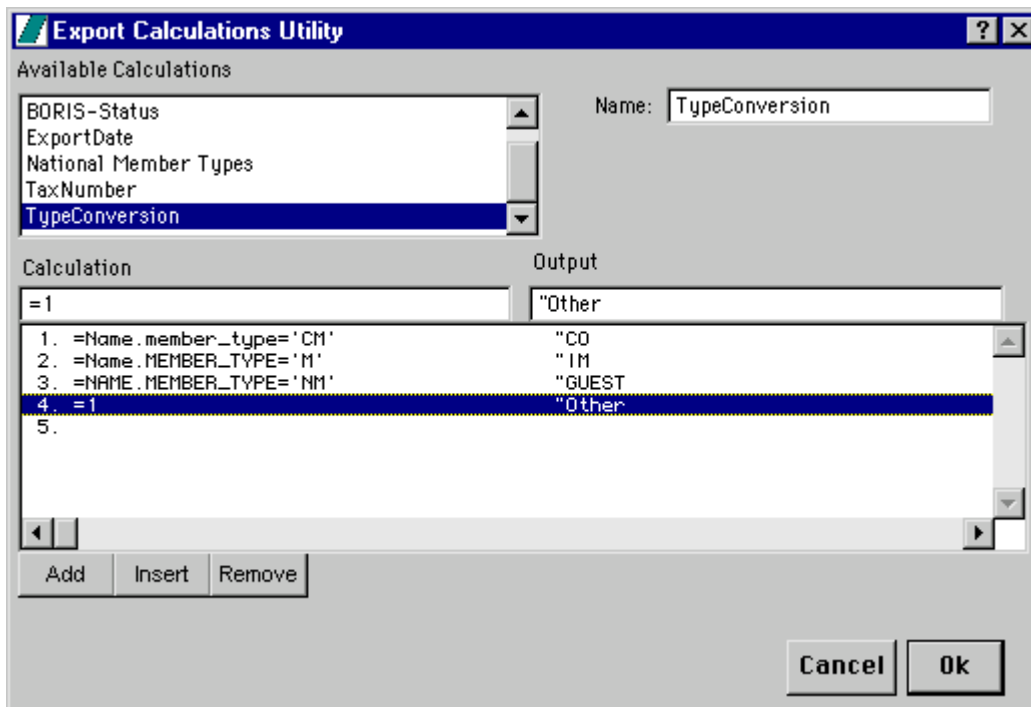 Export Calculations Utility
Available Calculations
BORIS-Status
ExportDate
National Member Types
TaxNumber
TypeConversion
Name: TypeConversion
Calculation
Output
=1
"Other
1. =Name.member_type='CM' "CO
2. =Name.MEMBER_TYPE='M' "IM
3. =NAME.MEMBER_TYPE='NM' "GUEST
4. =1 "Other
5.
Add Insert Remove
Cancel Ok